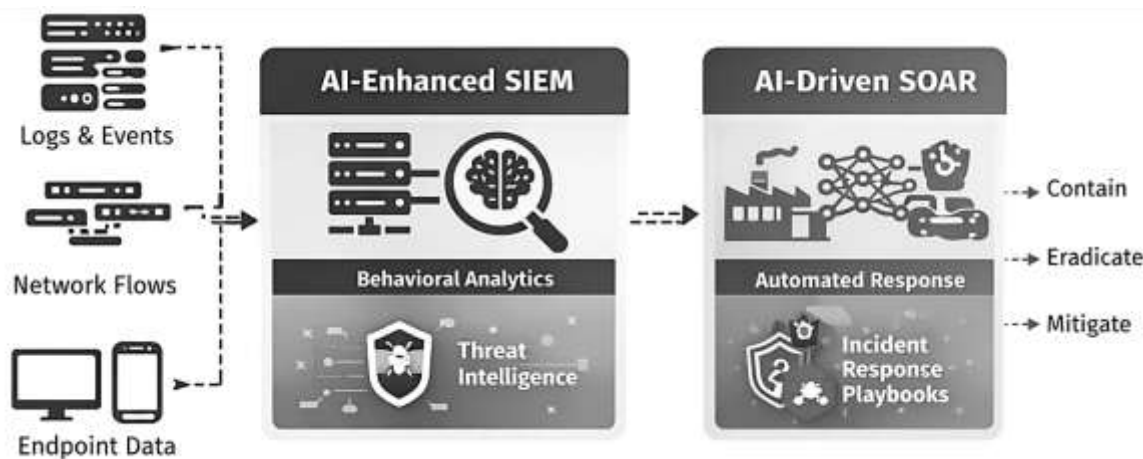 Logs & Events
Network Flows
Endpoint Data
AI-Enhanced SIEM
Behavioral Analytics
Threat
Intelligence
AI-Driven SOAR
Automated Response
Incident
Response
Playbooks
Contain
Eradicate
Mitigate